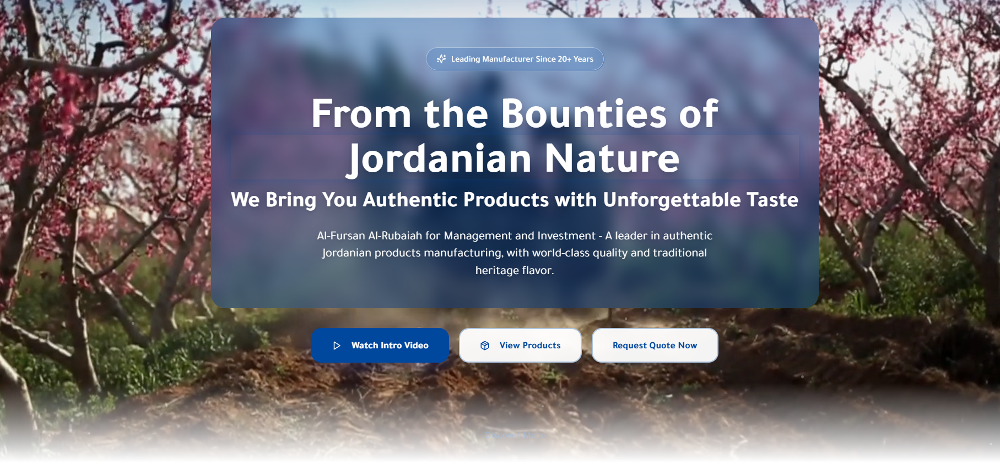 Leading Manufacturer Since 20+ Years
From the Bounties of
Jordanian Nature
We Bring You Authentic Products with Unforgettable Taste
Al-Fursan Al-Rubaiah for Management and Investment - A leader in authentic
Jordanian products manufacturing, with world-class quality and traditional
heritage flavor.
Watch Intro Video
View Products
Request Quote Now